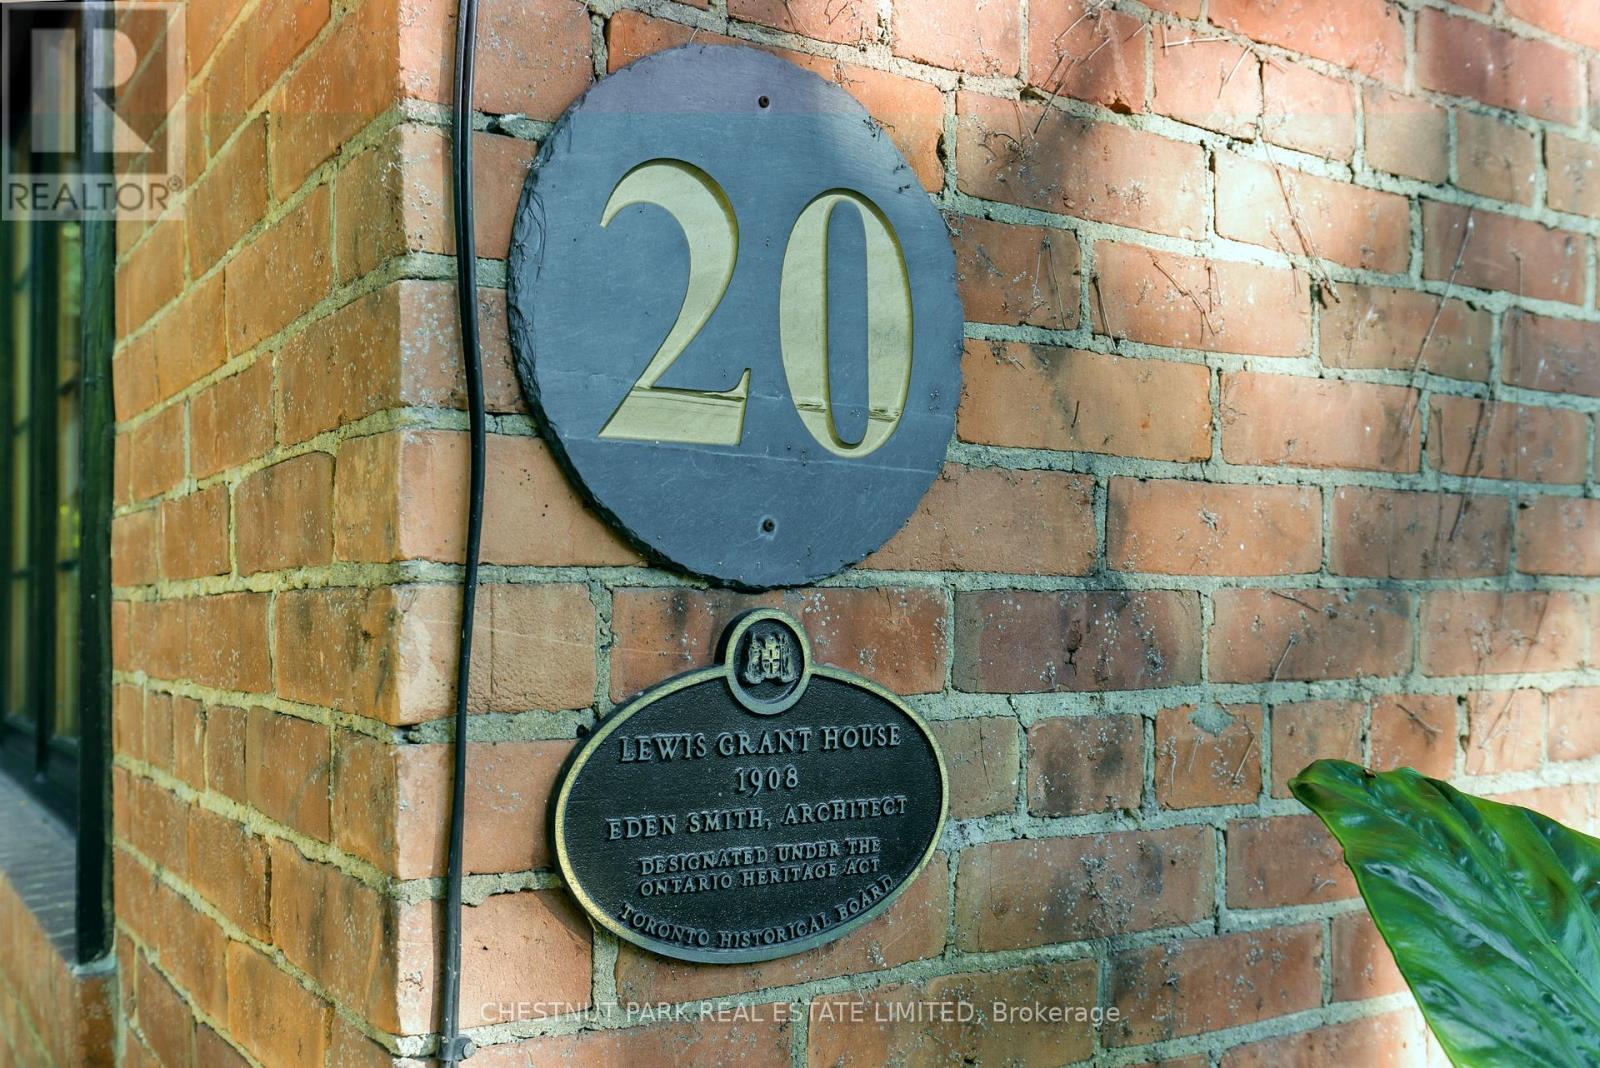 R
REALTOR®
20
LEWIS GRANT HOUSE
1908
EDEN SMITH, ARCHITECT
DESIGNATED UNDER THE
ONTARIO HERITAGE ACT
TORONTO HISTORICAL BOARD
CHESTNUT PARK REAL ESTATE LIMITED, Brokerage